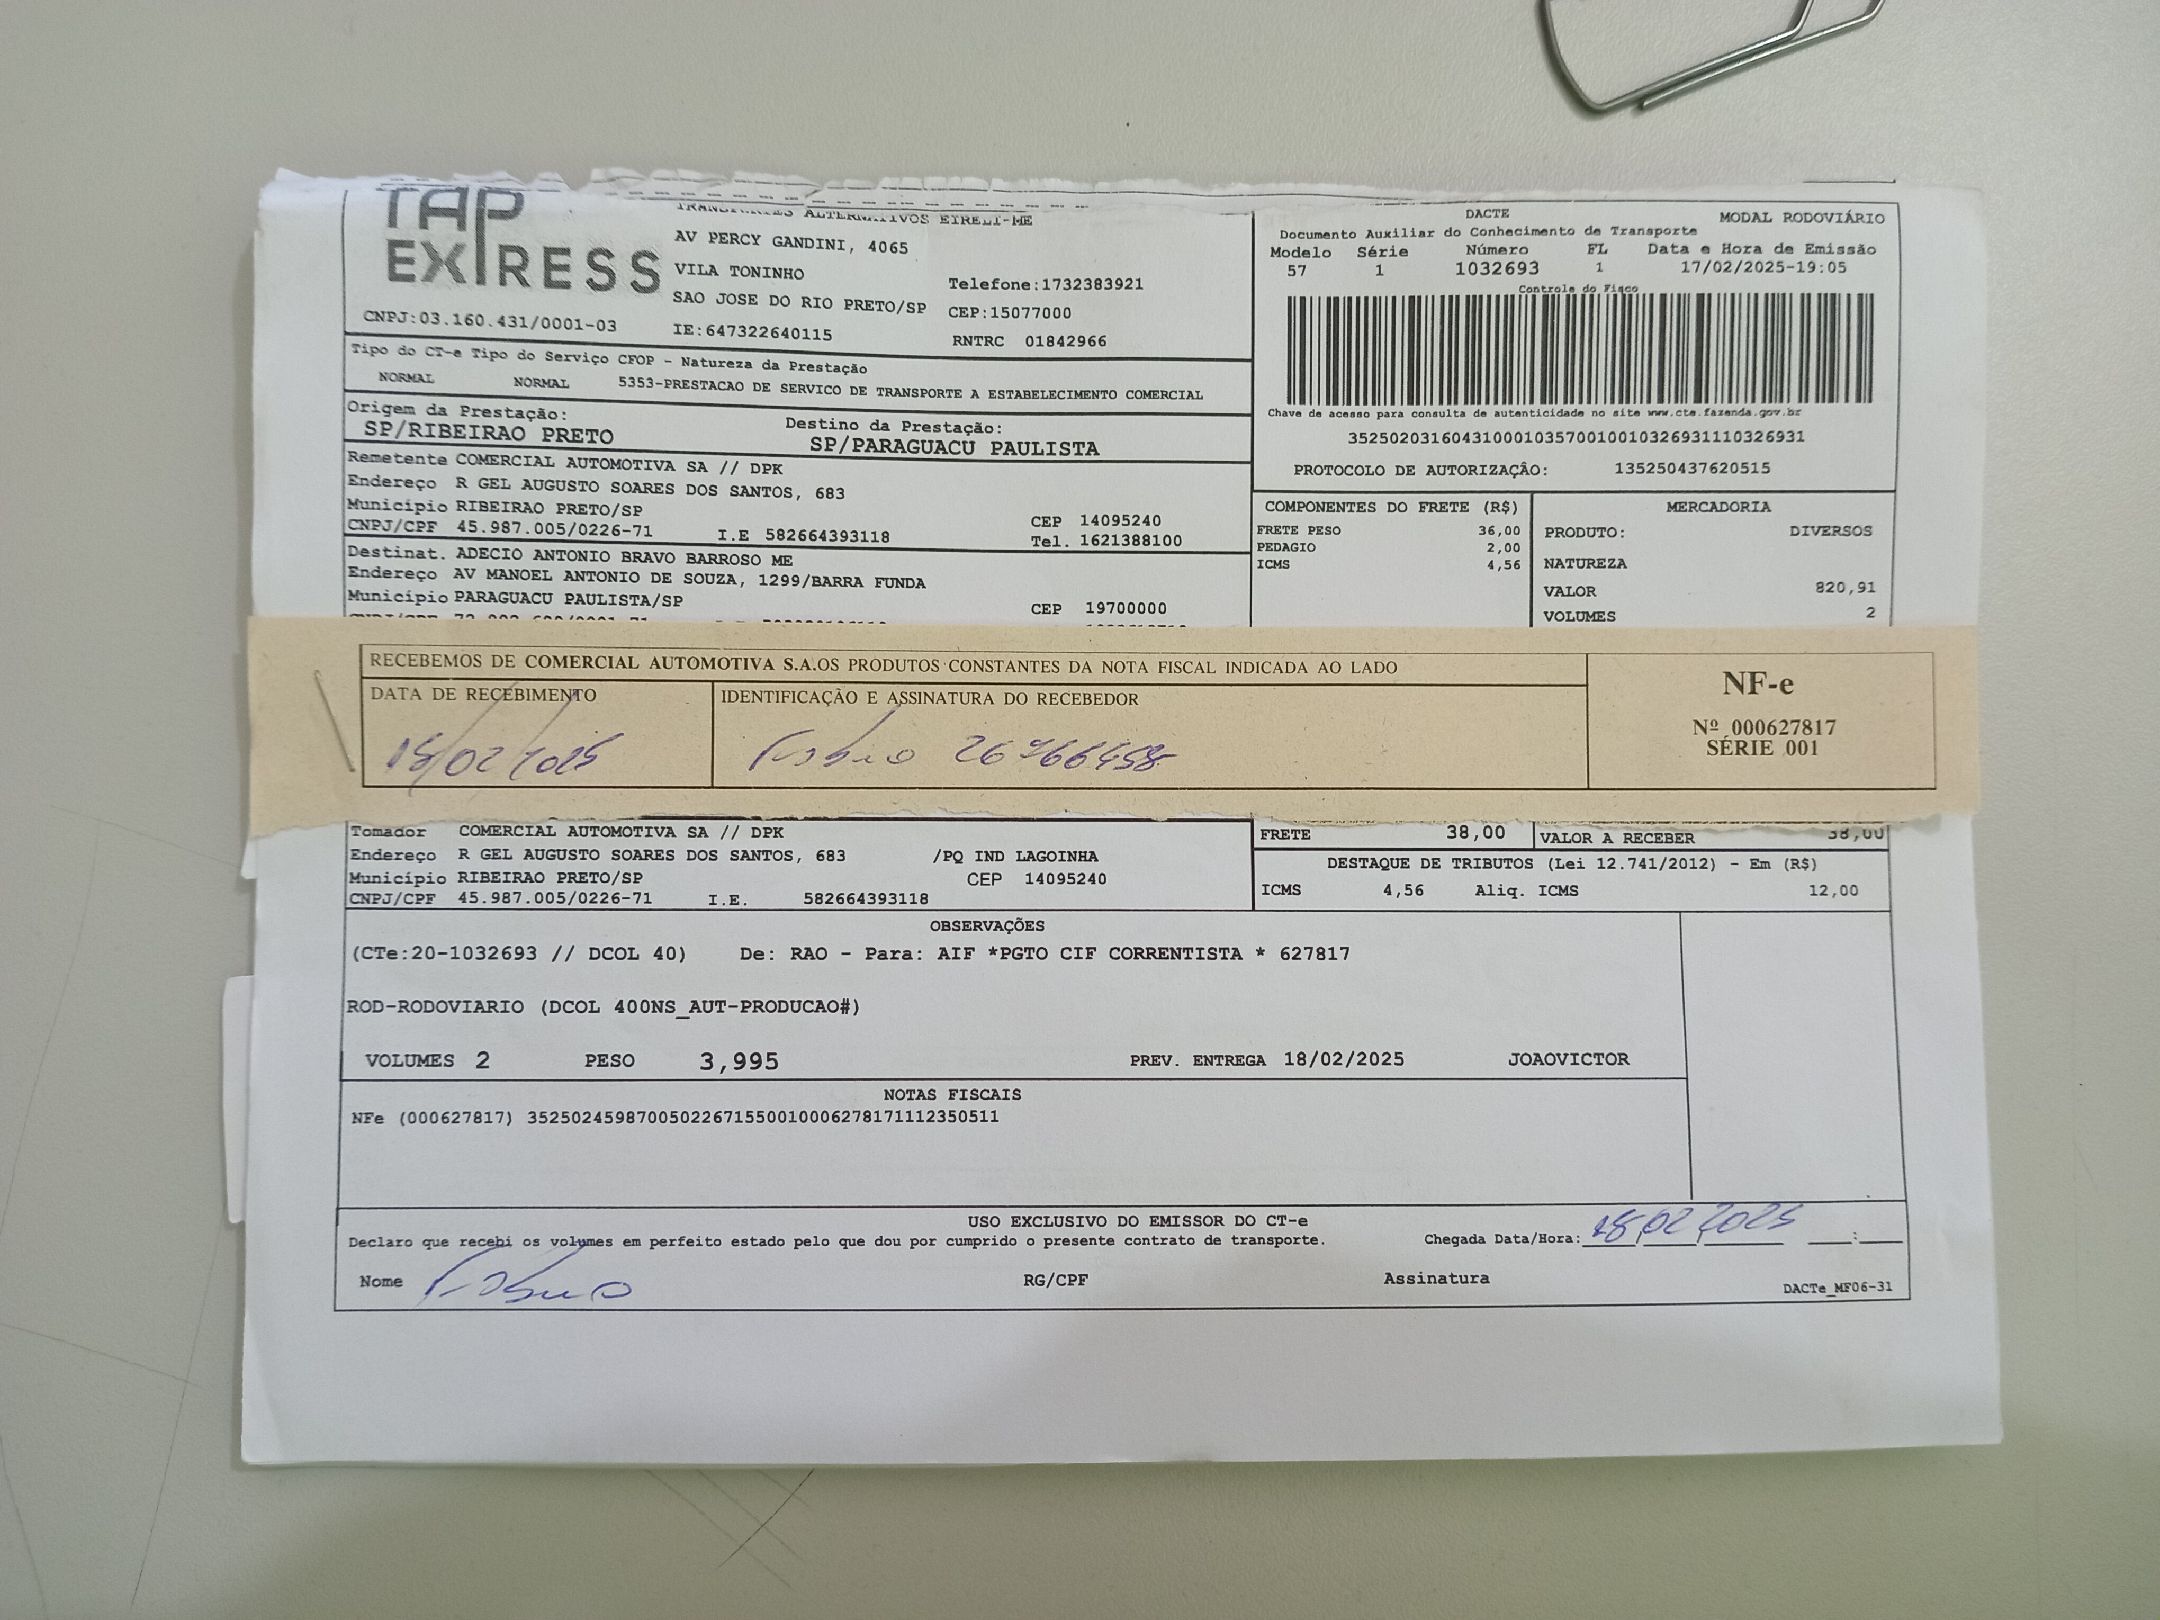 TAP
EXPRESS
TRANSPORTES ALTERNATIVOS EIRELI-ME
AV PERCY GANDINI, 4065
VILA TONINHO
SAO JOSE DO RIO PRETO/SP
Telefone:1732383921
CEP:15077000
CNPJ:03.160.431/0001-03
IE:647322640115
RNTRC 01842966
DACTE
MODAL RODOVIÁRIO
Documento Auxiliar do Conhecimento de Transporte
Modelo Série Número FL Data e Hora de Emissão
57 1 1032693 1 17/02/2025-19:05
Controle do Fisco
Chave de acesso para consulta de autenticidade no site www.cte.fazenda.gov.br
35250203160431000103570010010326931110326931
PROTOCOLO DE AUTORIZAÇÃO: 135250437620515
Tipo do CT-e Tipo do Serviço CFOP - Natureza da Prestação
NORMAL NORMAL 5353-PRESTACAO DE SERVICO DE TRANSPORTE A ESTABELECIMENTO COMERCIAL
Origem da Prestação: Destino da Prestação:
SP/RIBEIRAO PRETO SP/PARAGUACU PAULISTA
Remetente COMERCIAL AUTOMOTIVA SA // DPK
Endereço R GEL AUGUSTO SOARES DOS SANTOS, 683
Município RIBEIRAO PRETO/SP CEP 14095240
CNPJ/CPF 45.987.005/0226-71 I.E 582664393118 Tel. 1621388100
Destinat. ADECIO ANTONIO BRAVO BARROSO ME
Endereço AV MANOEL ANTONIO DE SOUZA, 1299/BARRA FUNDA
Município PARAGUACU PAULISTA/SP CEP 19700000
COMPONENTES DO FRETE (R$)
FRETE PESO 36,00
PEDAGIO 2,00
ICMS 4,56
MERCADORIA
PRODUTO: DIVERSOS
NATUREZA
VALOR 820,91
VOLUMES 2
RECEBEMOS DE COMERCIAL AUTOMOTIVA S.A.OS PRODUTOS CONSTANTES DA NOTA FISCAL INDICADA AO LADO
DATA DE RECEBIMENTO
18/02/2025
IDENTIFICAÇÃO E ASSINATURA DO RECEBEDOR
NF-e
Nº 000627817
SÉRIE 001
Tomador COMERCIAL AUTOMOTIVA SA // DPK
Endereço R GEL AUGUSTO SOARES DOS SANTOS, 683 /PQ IND LAGOINHA
Município RIBEIRAO PRETO/SP CEP 14095240
CNPJ/CPF 45.987.005/0226-71 I.E. 582664393118
FRETE 38,00 VALOR A RECEBER 38,00
DESTAQUE DE TRIBUTOS (Lei 12.741/2012) - Em (R$)
ICMS 4,56 Aliq. ICMS 12,00
OBSERVAÇÕES
(CTe:20-1032693 // DCOL 40) De: RAO - Para: AIF *PGTO CIF CORRENTISTA * 627817
ROD-RODOVIARIO (DCOL 400NS_AUT-PRODUCAO#)
VOLUMES 2 PESO 3,995 PREV. ENTREGA 18/02/2025 JOAOVICTOR
NOTAS FISCAIS
NFe (000627817) 35250245987005022671550010006278171112350511
USO EXCLUSIVO DO EMISSOR DO CT-e
Declaro que recebi os volumes em perfeito estado pelo que dou por cumprido o presente contrato de transporte. Chegada Data/Hora: 18/02/2025
Nome RG/CPF Assinatura
DACTe_MF06-31